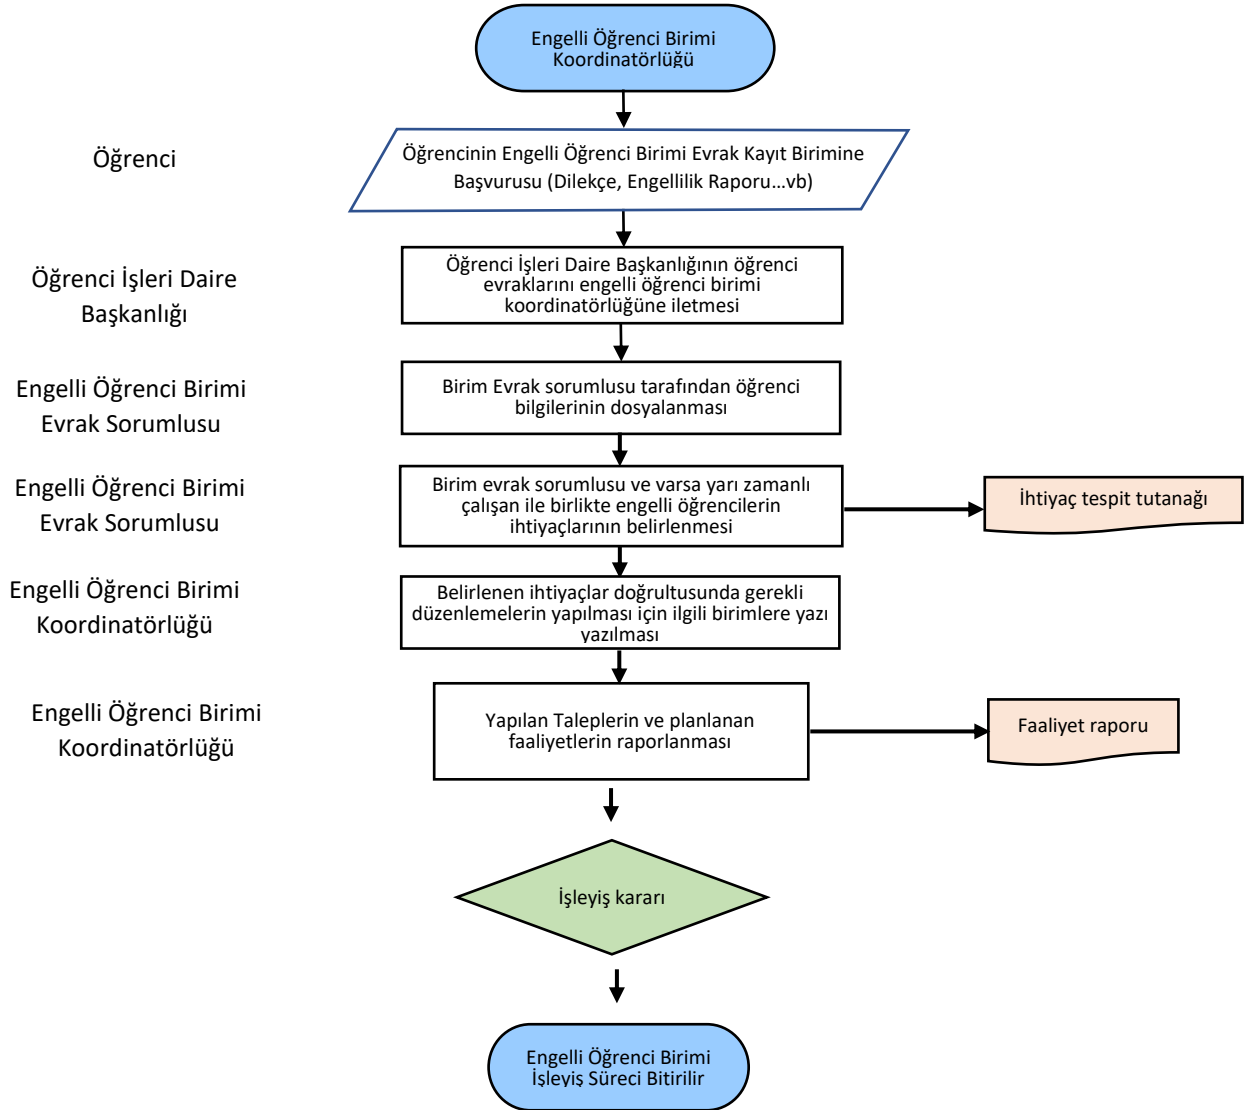 Engelli Öğrenci Birimi
Koordinatörlüğü
Öğrenci
Öğrencinin Engelli Öğrenci Birimi Evrak Kayıt Birimine
Başvurusu (Dilekçe, Engellilik Raporu...vb)
Öğrenci İşleri Daire
Başkanlığı
Öğrenci İşleri Daire Başkanlığının öğrenci
evraklarını engelli öğrenci birimi
koordinatörlüğüne iletmesi
Engelli Öğrenci Birimi
Evrak Sorumlusu
Birim Evrak sorumlusu tarafından öğrenci
bilgilerinin dosyalanması
Engelli Öğrenci Birimi
Evrak Sorumlusu
Birim evrak sorumlusu ve varsa yarı zamanlı
çalışan ile birlikte engelli öğrencilerin
ihtiyaçlarının belirlenmesi
İhtiyaç tespit tutanağı
Engelli Öğrenci Birimi
Koordinatörlüğü
Belirlenen ihtiyaçlar doğrultusunda gerekli
düzenlemelerin yapılması için ilgili birimlere yazı
yazılması
Engelli Öğrenci Birimi
Koordinatörlüğü
Yapılan Taleplerin ve planlanan
faaliyetlerin raporlanması
Faaliyet raporu
İşleyiş kararı
Engelli Öğrenci Birimi
İşleyiş Süreci Bitirilir